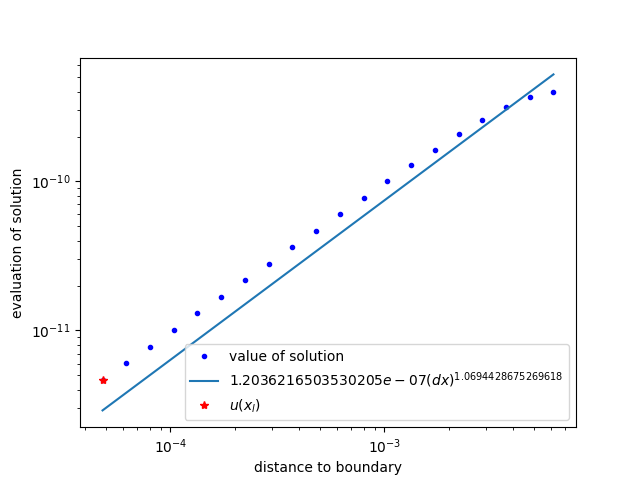 evaluation of solution
10⁻¹⁰
10⁻¹¹
value of solution
1.2036216503530205e − 07(dx)^1.0694428675269618
u(x_l)
10⁻⁴
10⁻³
distance to boundary